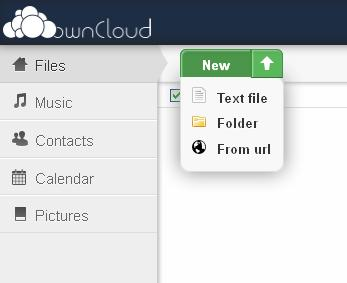 ownCloud
New
Files
Text file
Music
Folder
Contacts
From url
Calendar
Pictures